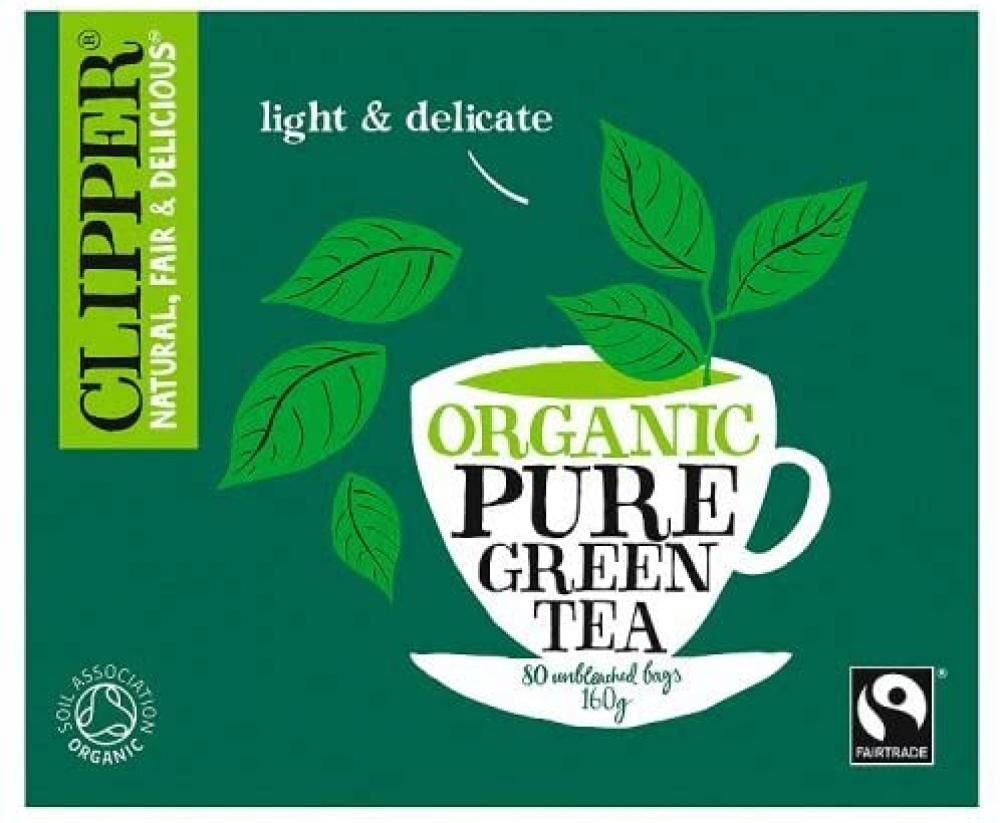 CLIPPER®
NATURAL, FAIR & DELICIOUS®
light & delicate
ORGANIC
PURE
GREEN
TEA
80 unbleached bags
160g
SOIL ASSOCIATION
ORGANIC
FAIRTRADE
®